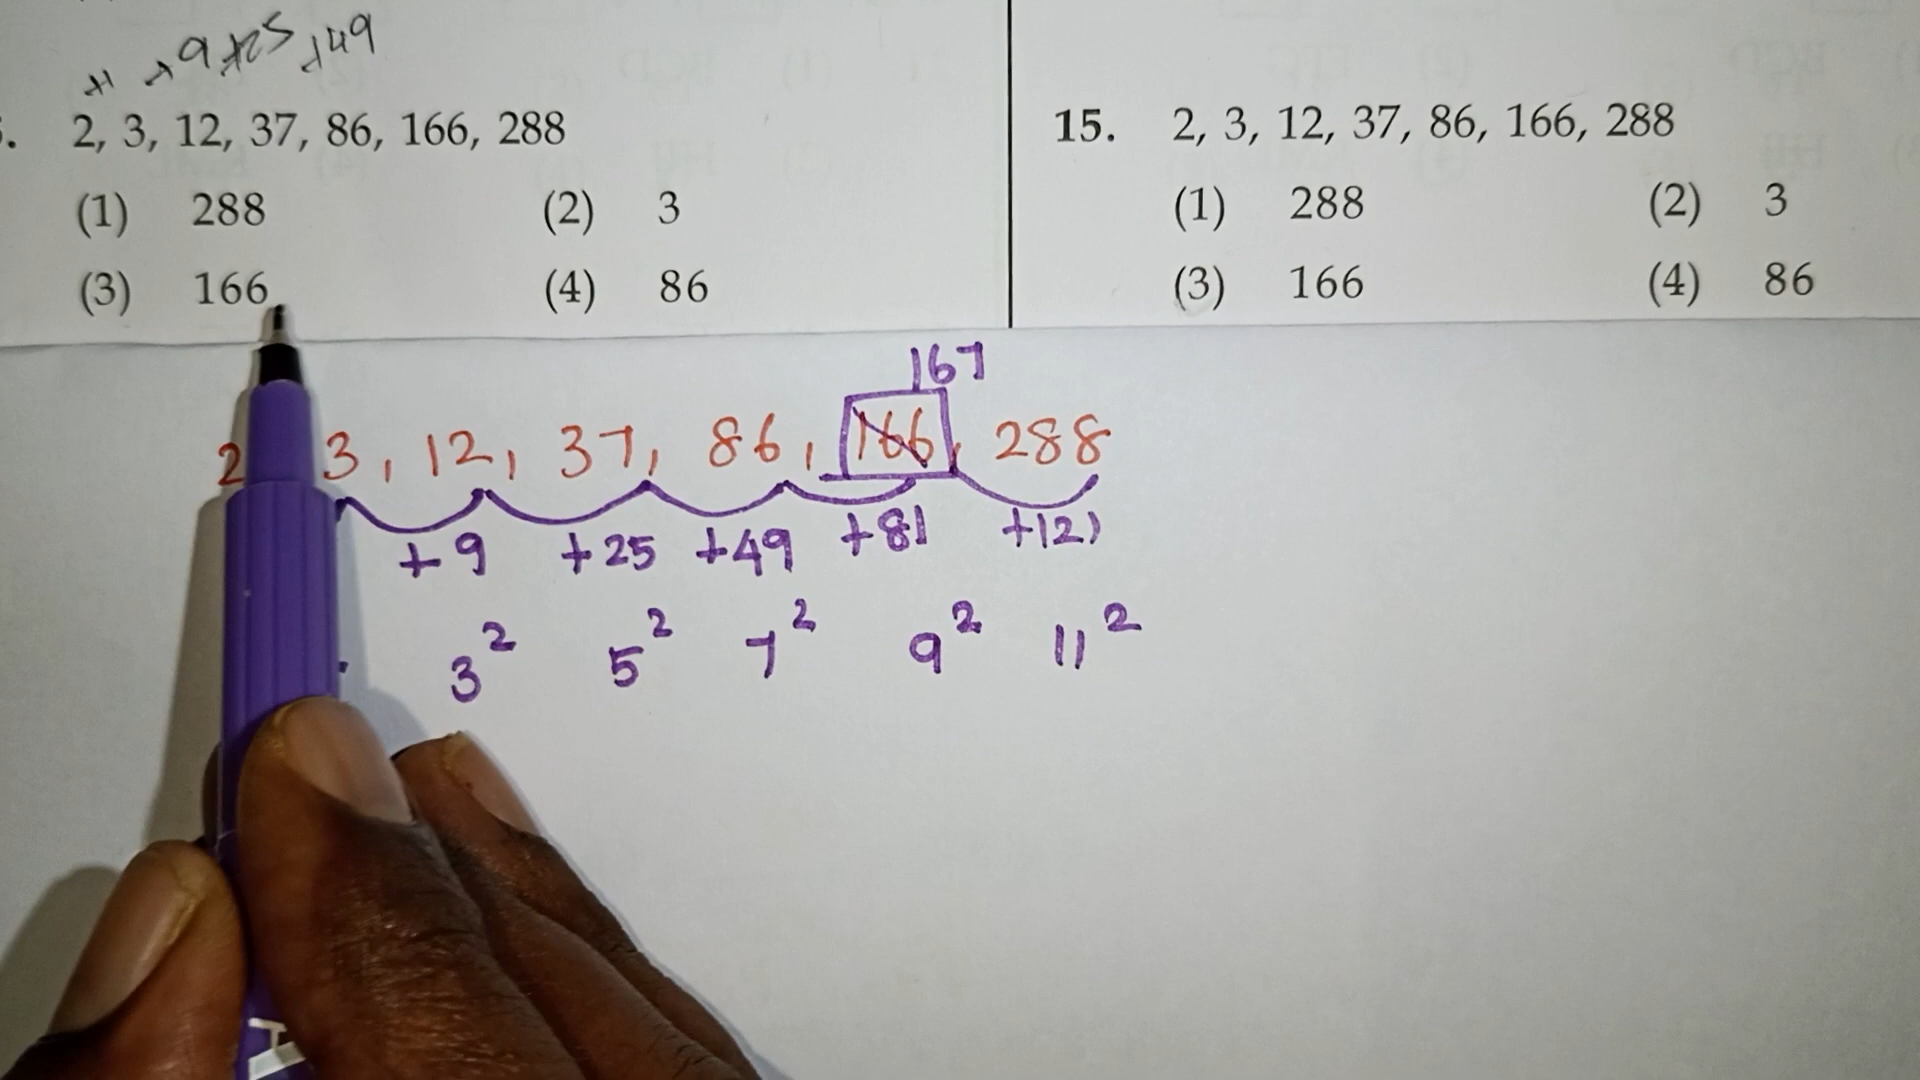 +1 +9 +25 +49
2, 3, 12, 37, 86, 166, 288
(1) 288 (2) 3
(3) 166 (4) 86
15. 2, 3, 12, 37, 86, 166, 288
(1) 288 (2) 3
(3) 166 (4) 86
167
2 3, 12, 37, 86, 166, 288
+9 +25 +49 +81 +121
3² 5² 7² 9² 11²